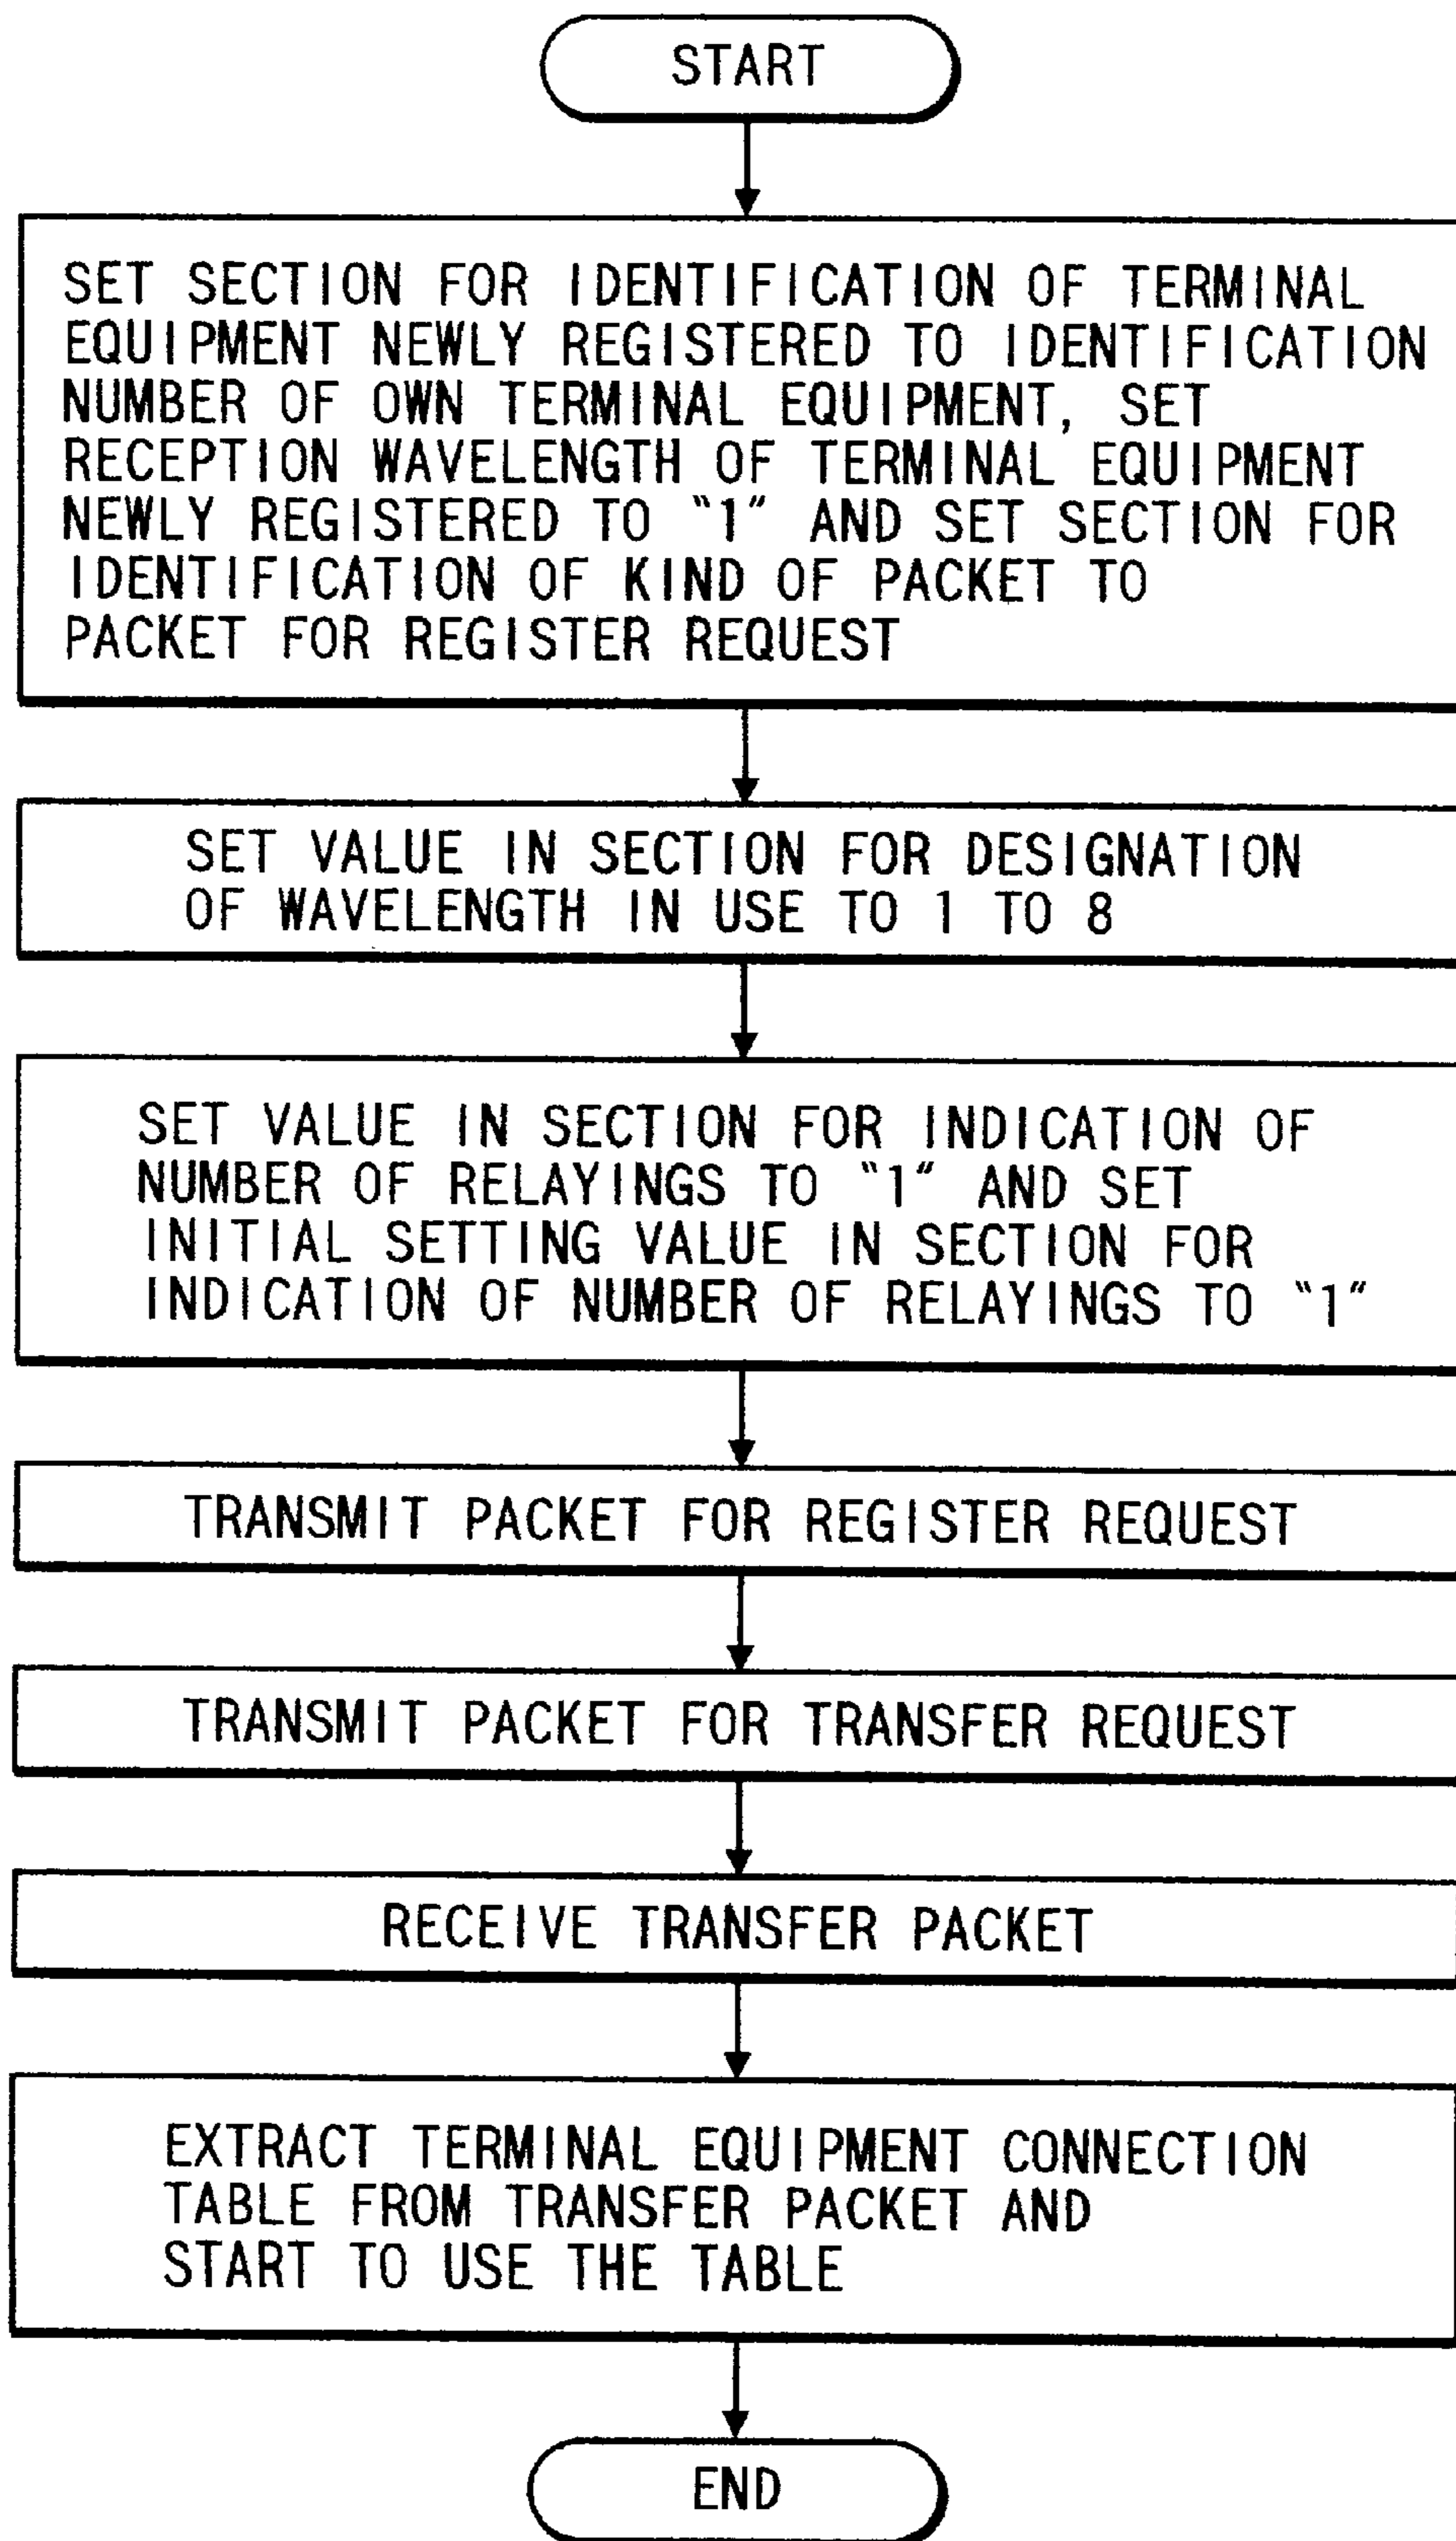 START
SET SECTION FOR IDENTIFICATION OF TERMINAL
EQUIPMENT NEWLY REGISTERED TO IDENTIFICATION
NUMBER OF OWN TERMINAL EQUIPMENT, SET
RECEPTION WAVELENGTH OF TERMINAL EQUIPMENT
NEWLY REGISTERED TO "1" AND SET SECTION FOR
IDENTIFICATION OF KIND OF PACKET TO
PACKET FOR REGISTER REQUEST
SET VALUE IN SECTION FOR DESIGNATION
OF WAVELENGTH IN USE TO 1 TO 8
SET VALUE IN SECTION FOR INDICATION OF
NUMBER OF RELAYINGS TO "1" AND SET
INITIAL SETTING VALUE IN SECTION FOR
INDICATION OF NUMBER OF RELAYINGS TO "1"
TRANSMIT PACKET FOR REGISTER REQUEST
TRANSMIT PACKET FOR TRANSFER REQUEST
RECEIVE TRANSFER PACKET
EXTRACT TERMINAL EQUIPMENT CONNECTION
TABLE FROM TRANSFER PACKET AND
START TO USE THE TABLE
END